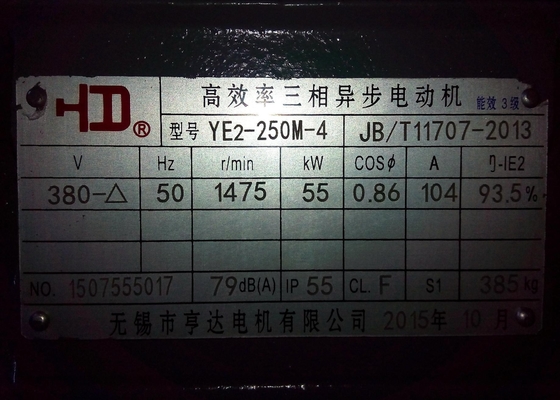 HD ®
高效率三相异步电动机 能效3级
型号 YE2-250M-4 JB/T11707-2013
V Hz r/min kW COSφ A η-IE2
380-△ 50 1475 55 0.86 104 93.5%
NO. 1507555017 79dB(A) IP 55 CL. F S1 385kg
无锡市亨达电机有限公司 2015年 10月